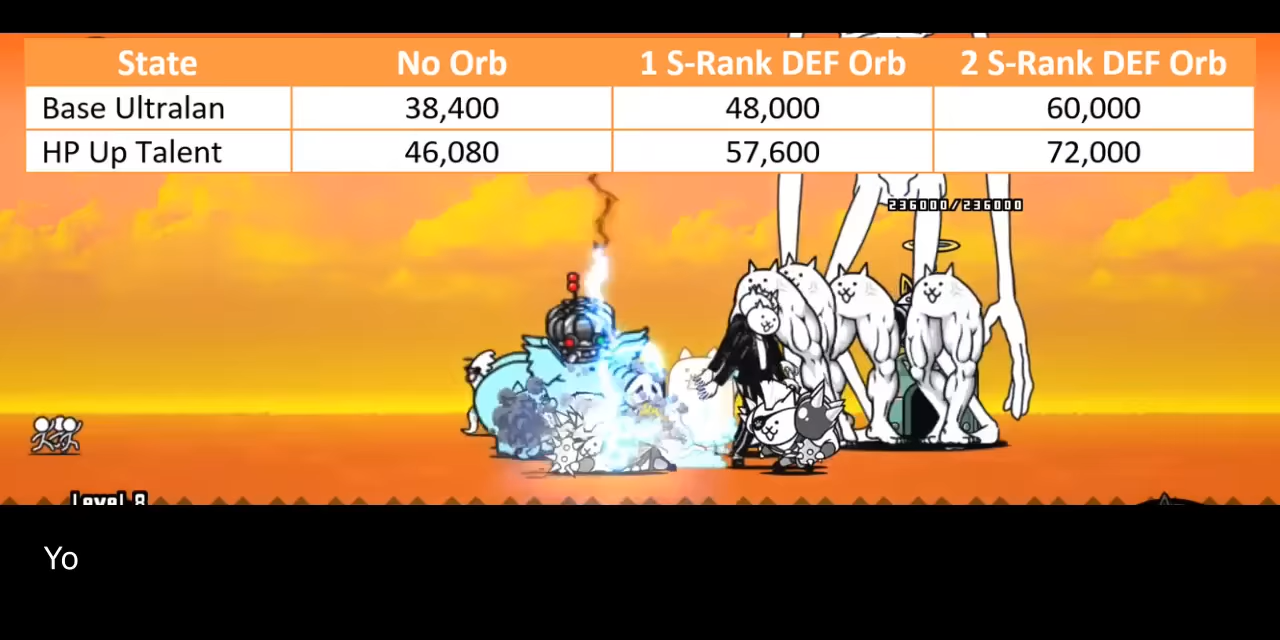 State No Orb 1 S-Rank DEF Orb 2 S-Rank DEF Orb
Base Ultralan 38,400 48,000 60,000
HP Up Talent 46,080 57,600 72,000
236000/236000
Level 8
Yo